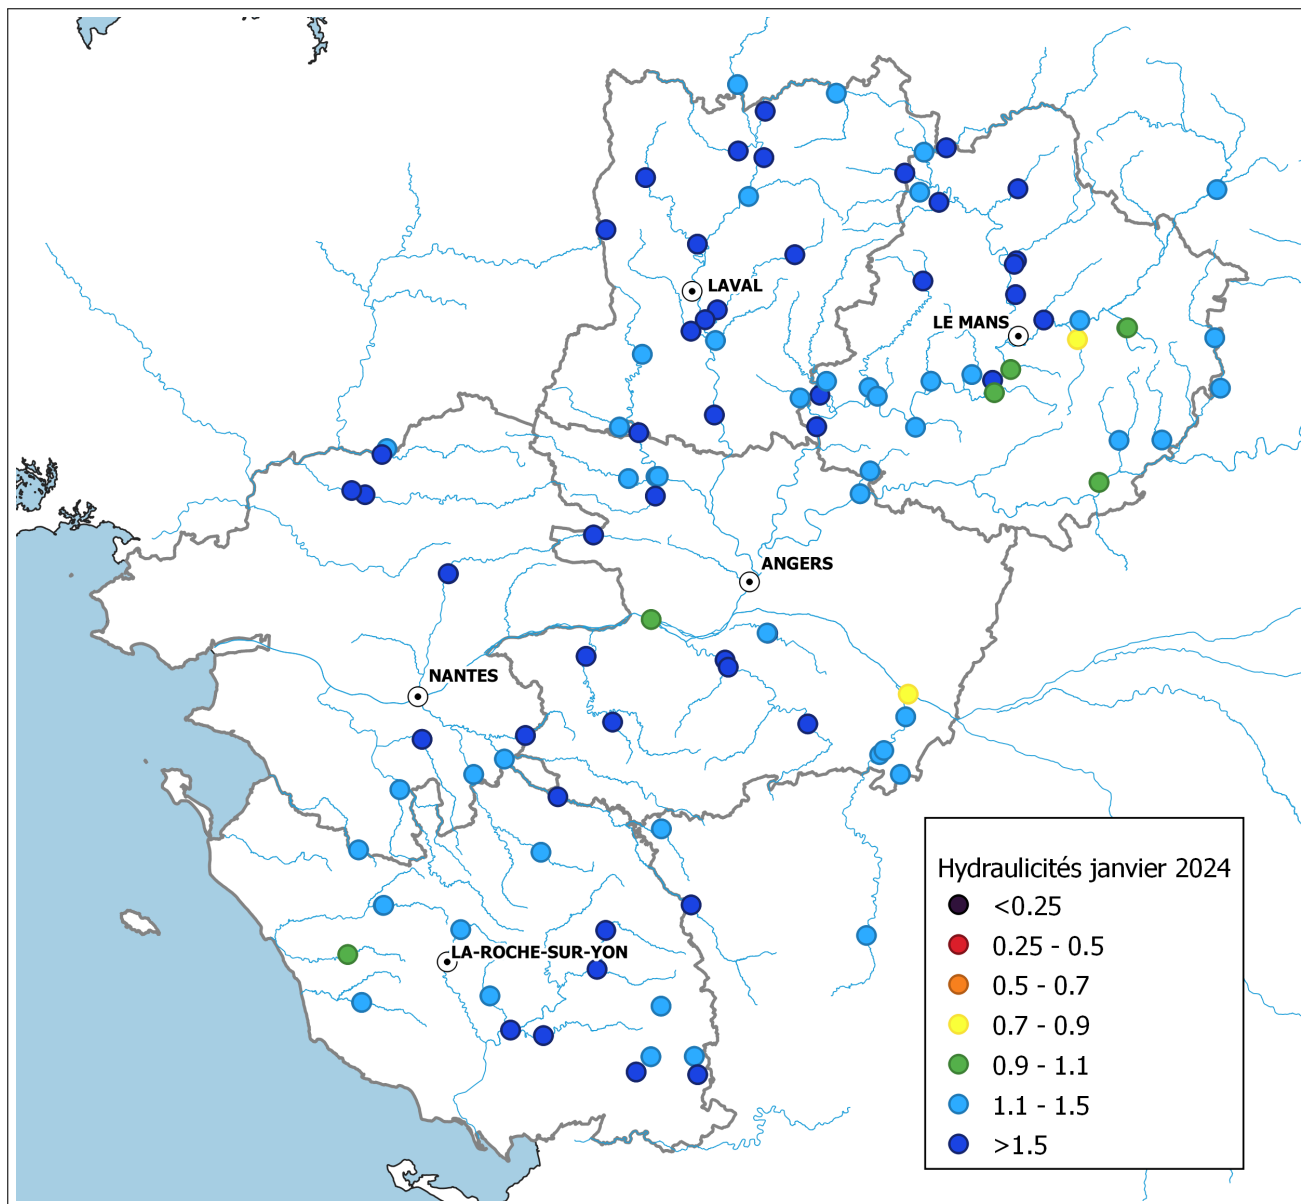 LAVAL
LE MANS
ANGERS
NANTES
LA-ROCHE-SUR-YON
Hydraulicités janvier 2024
<0.25
0.25 - 0.5
0.5 - 0.7
0.7 - 0.9
0.9 - 1.1
1.1 - 1.5
>1.5